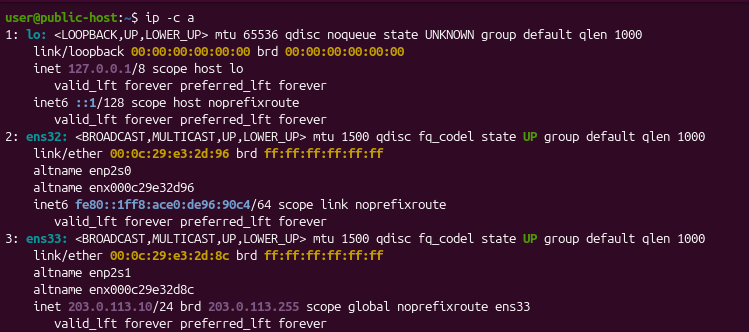 user@public-host:~$ ip -c a
1: lo: <LOOPBACK,UP,LOWER_UP> mtu 65536 qdisc noqueue state UNKNOWN group default qlen 1000
    link/loopback 00:00:00:00:00:00 brd 00:00:00:00:00:00
    inet 127.0.0.1/8 scope host lo
       valid_lft forever preferred_lft forever
    inet6 ::1/128 scope host noprefixroute
       valid_lft forever preferred_lft forever
2: ens32: <BROADCAST,MULTICAST,UP,LOWER_UP> mtu 1500 qdisc fq_codel state UP group default qlen 1000
    link/ether 00:0c:29:e3:2d:96 brd ff:ff:ff:ff:ff:ff
    altname enp2s0
    altname enx000c29e32d96
    inet6 fe80::1ff8:ace0:de96:90c4/64 scope link noprefixroute
       valid_lft forever preferred_lft forever
3: ens33: <BROADCAST,MULTICAST,UP,LOWER_UP> mtu 1500 qdisc fq_codel state UP group default qlen 1000
    link/ether 00:0c:29:e3:2d:8c brd ff:ff:ff:ff:ff:ff
    altname enp2s1
    altname enx000c29e32d8c
    inet 203.0.113.10/24 brd 203.0.113.255 scope global noprefixroute ens33
       valid_lft forever preferred_lft forever